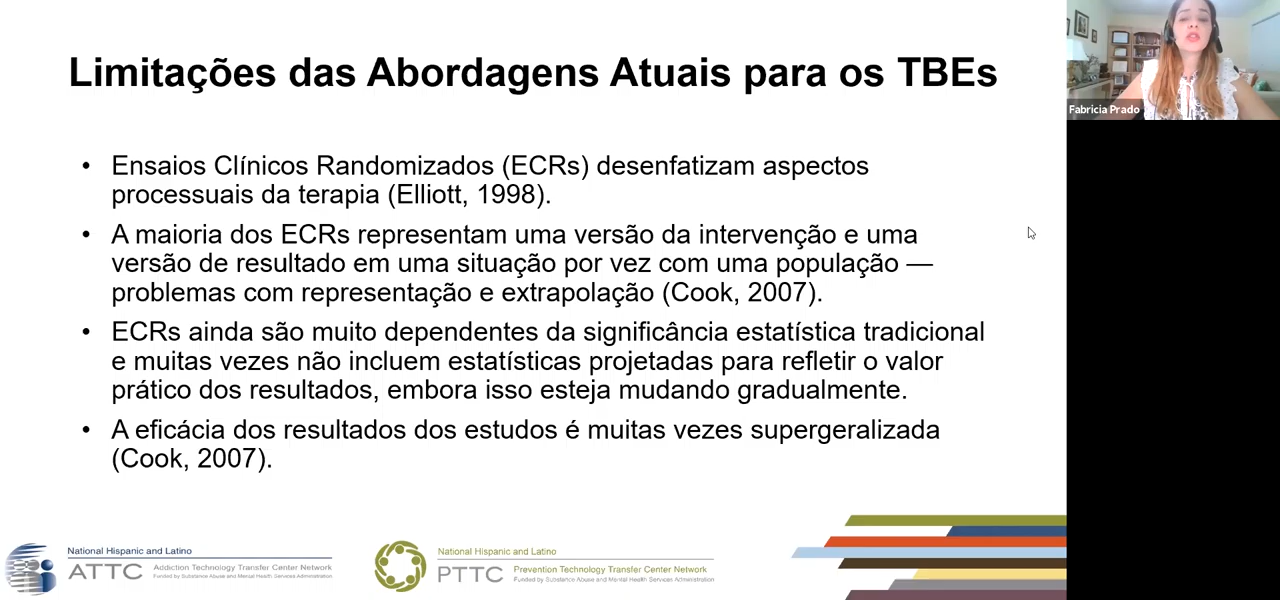 Limitações das Abordagens Atuais para os TBEs
Fabricia Prado
• Ensaios Clínicos Randomizados (ECRs) desenfatizam aspectos
processuais da terapia (Elliott, 1998).
• A maioria dos ECRs representam uma versão da intervenção e uma
versão de resultado em uma situação por vez com uma população —
problemas com representação e extrapolação (Cook, 2007).
• ECRs ainda são muito dependentes da significância estatística tradicional
e muitas vezes não incluem estatísticas projetadas para refletir o valor
prático dos resultados, embora isso esteja mudando gradualmente.
• A eficácia dos resultados dos estudos é muitas vezes supergeralizada
(Cook, 2007).
National Hispanic and Latino
ATTC Addiction Technology Transfer Center Network
Funded by Substance Abuse and Mental Health Services Administration
National Hispanic and Latino
PTTC Prevention Technology Transfer Center Network
Funded by Substance Abuse and Mental Health Services Administration